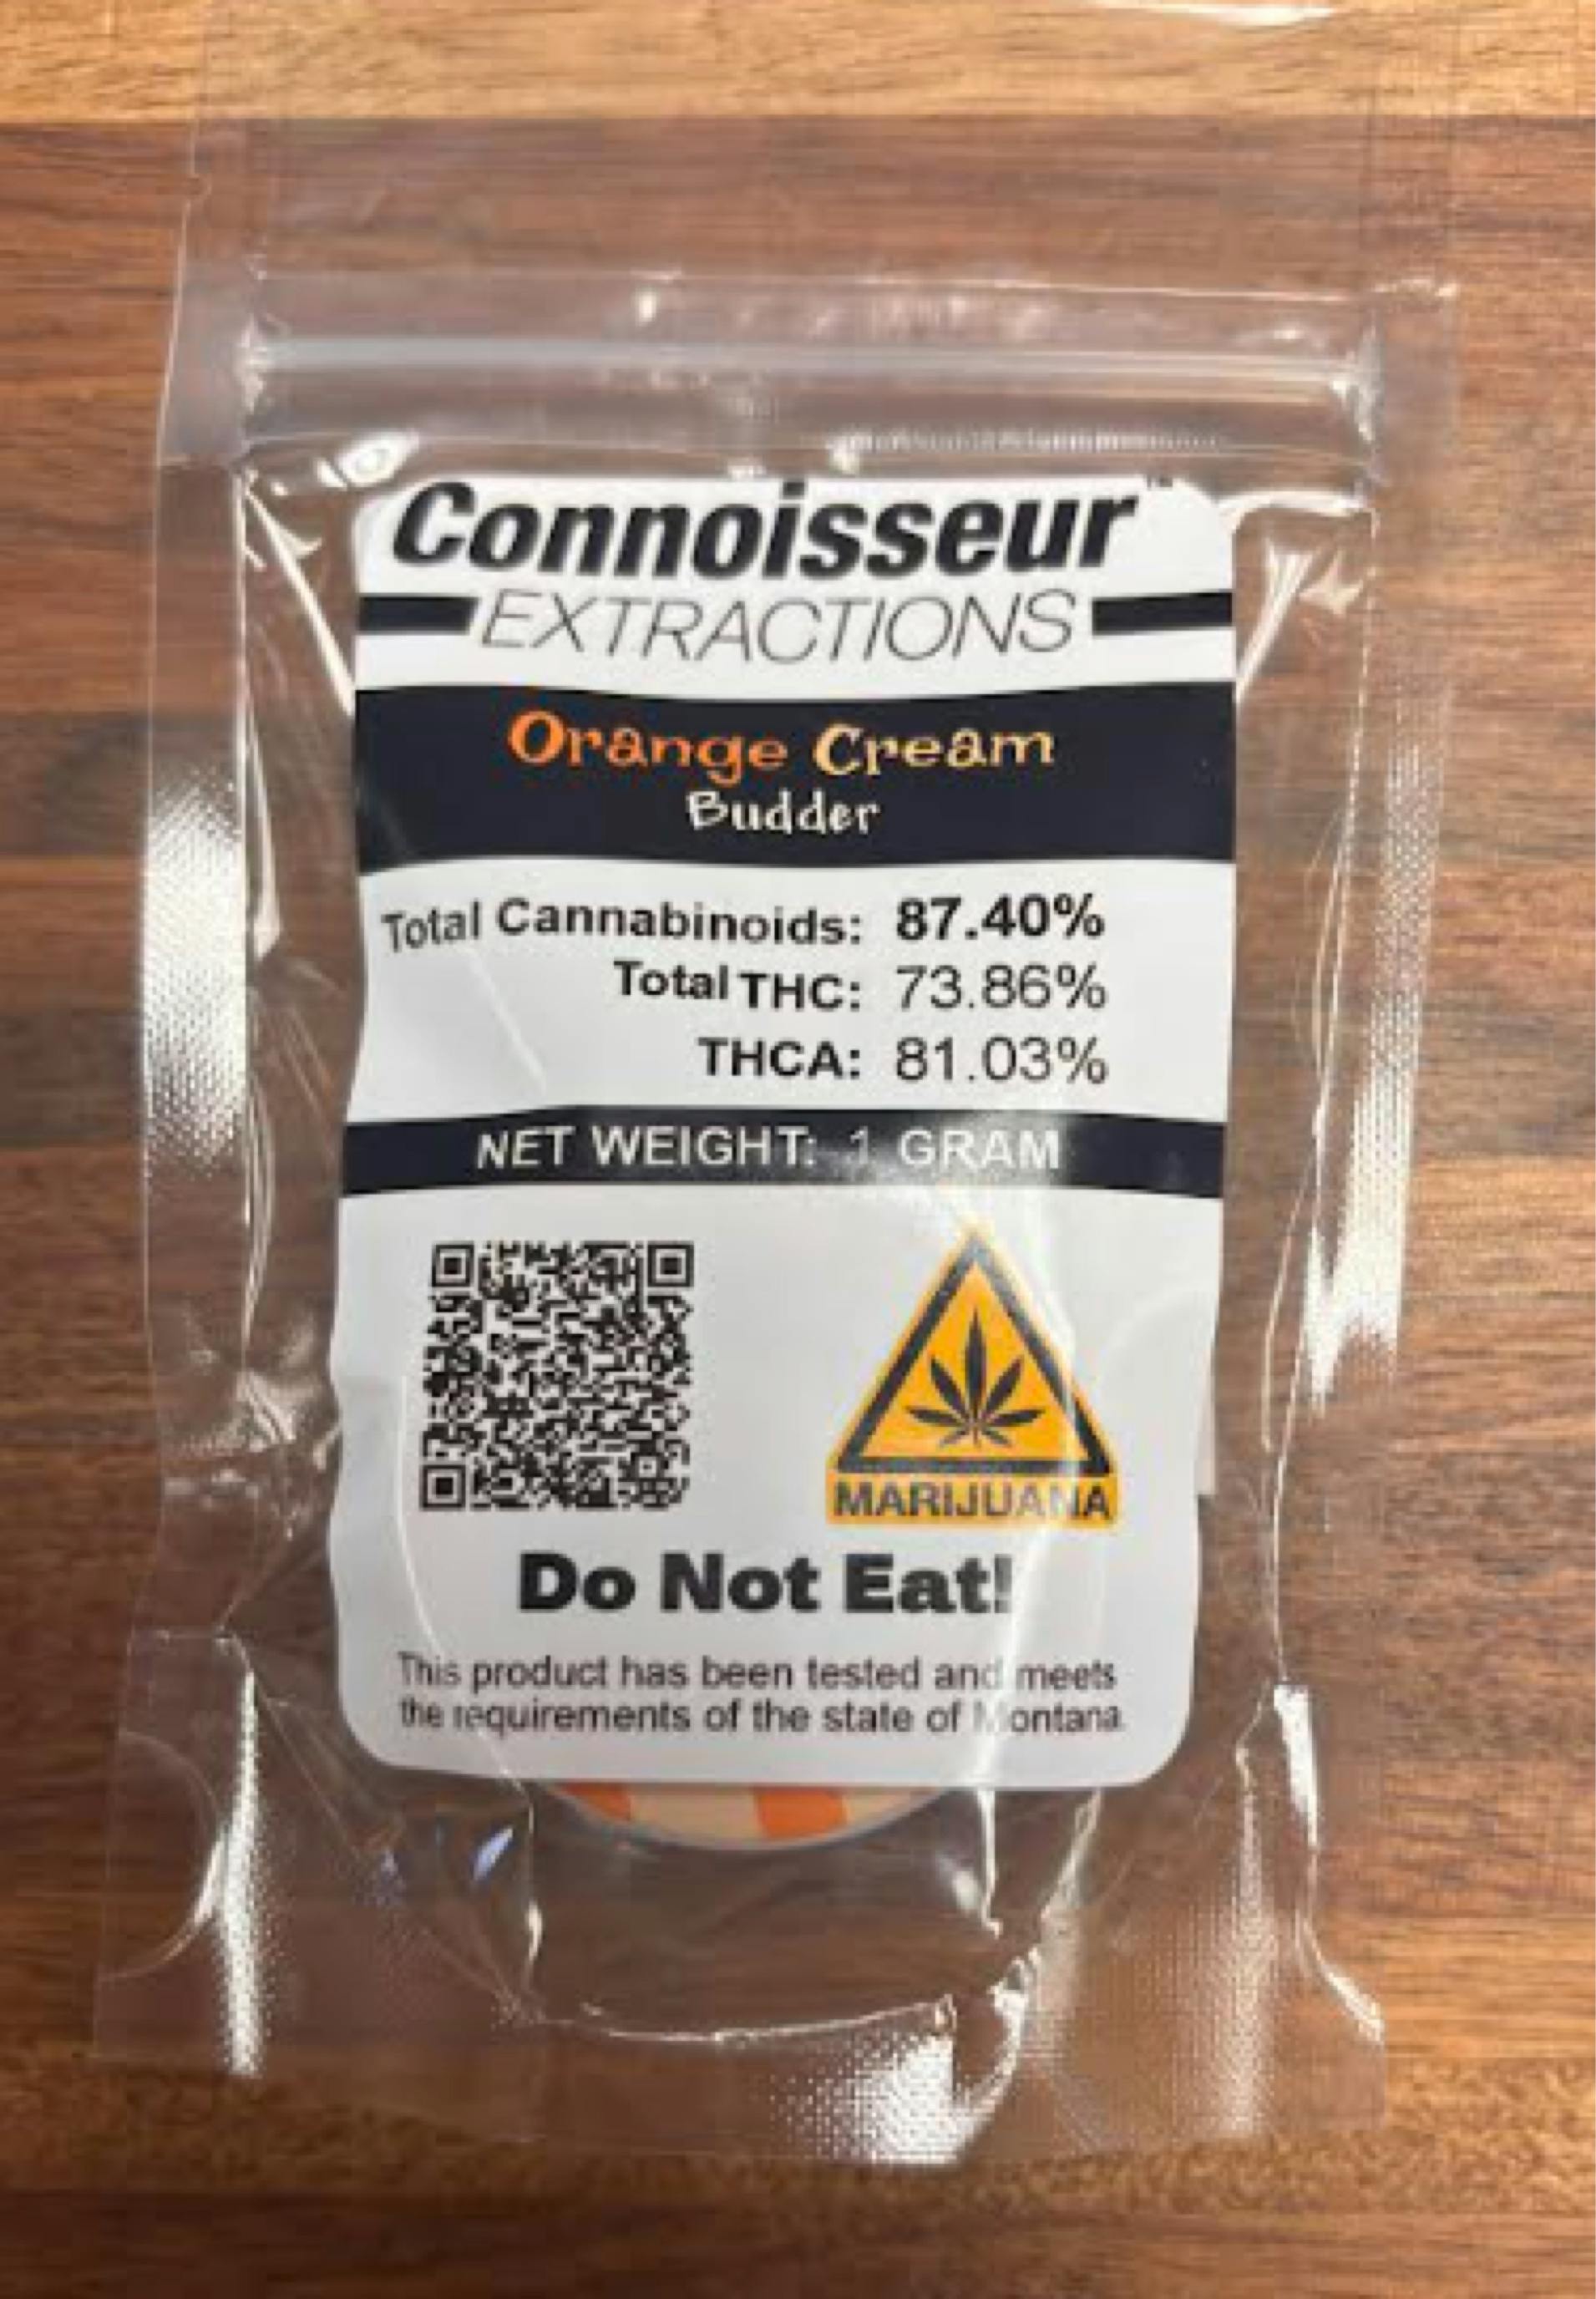 Connoisseur™
EXTRACTIONS
Orange Cream
Budder
Total Cannabinoids: 87.40%
Total THC: 73.86%
THCA: 81.03%
NET WEIGHT: 1 GRAM
MARIJUANA
Do Not Eat!
This product has been tested and meets
the requirements of the state of Montana.